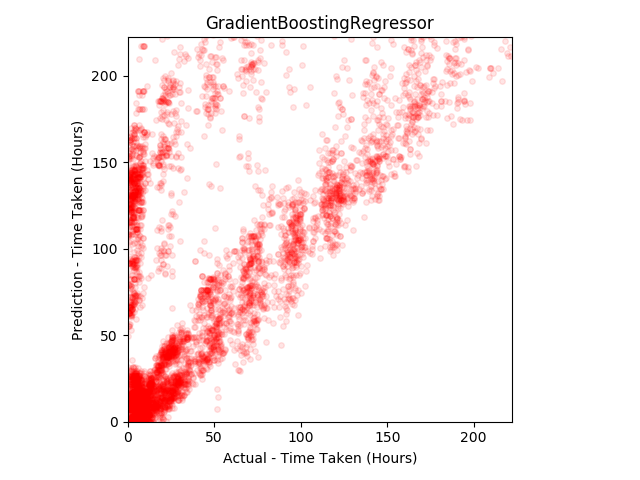 GradientBoostingRegressor
Prediction - Time Taken (Hours)
200
150
100
50
0
0 50 100 150 200
Actual - Time Taken (Hours)